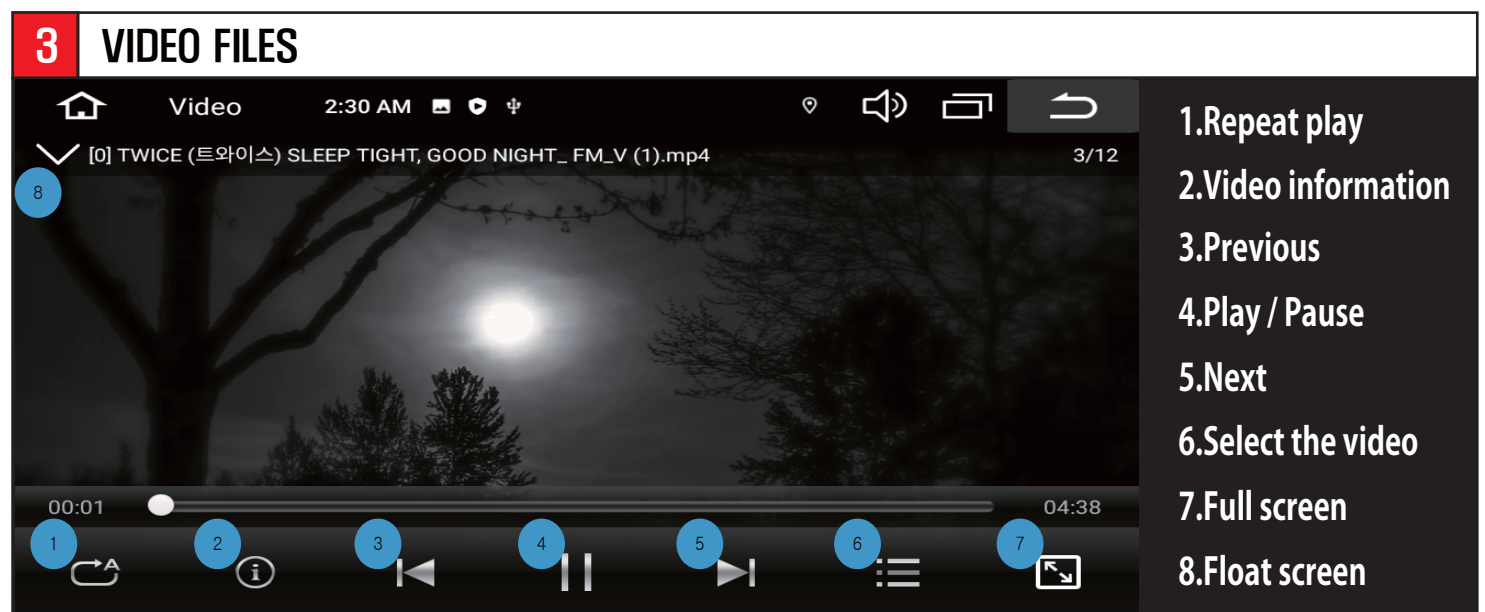 3 VIDEO FILES
Video 2:30 AM
[0] TWICE (트와이스) SLEEP TIGHT, GOOD NIGHT_ FM_V (1).mp4 3/12
8
00:01 04:38
1 2 3 4 5 6 7
A i
1.Repeat play
2.Video information
3.Previous
4.Play / Pause
5.Next
6.Select the video
7.Full screen
8.Float screen